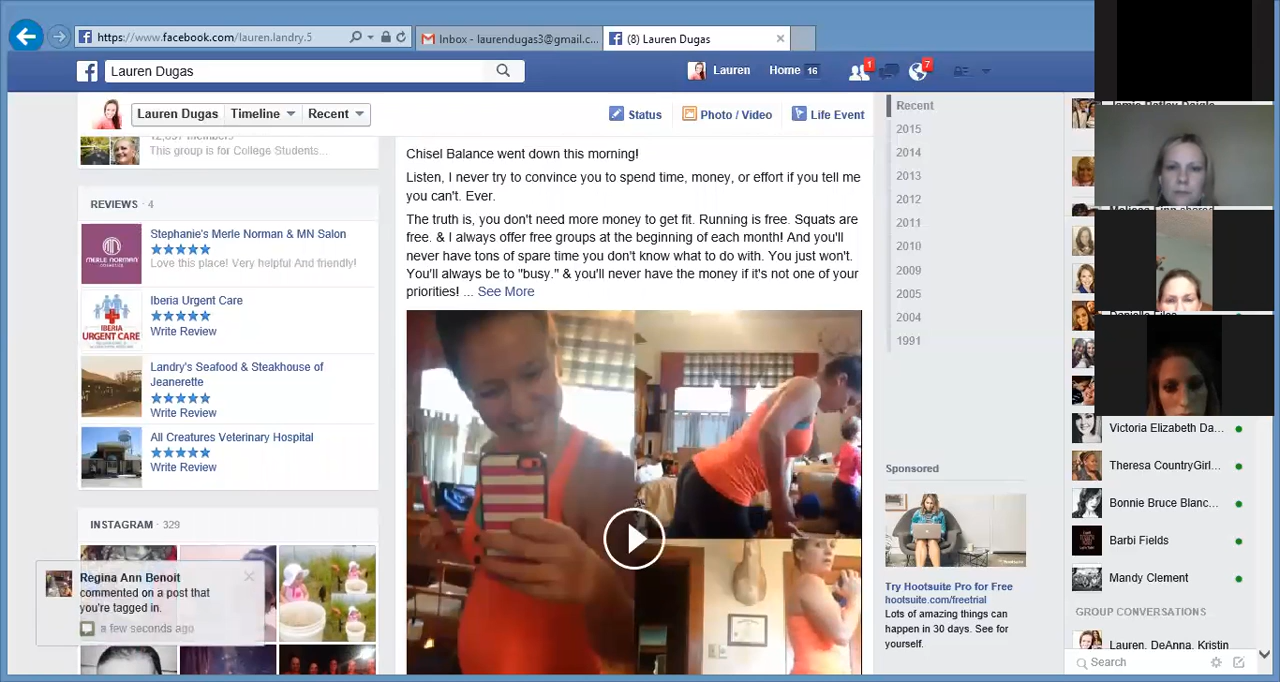 https://www.facebook.com/lauren.landry.5
Inbox - laurendugas3@gmail.c...
(8) Lauren Dugas
Lauren Dugas
Lauren
Home 16
1
7
Lauren Dugas
Timeline
Recent
Status
Photo / Video
Life Event
This group is for College Students...
REVIEWS · 4
Stephanie's Merle Norman & MN Salon
Love this place! Very helpful And friendly!
MERLE NORMAN
Iberia Urgent Care
Write Review
IBERIA
URGENT CARE
Landry's Seafood & Steakhouse of
Jeanerette
Write Review
All Creatures Veterinary Hospital
Write Review
INSTAGRAM · 329
Regina Ann Benoit
commented on a post that
you're tagged in.
a few seconds ago
Chisel Balance went down this morning!
Listen, I never try to convince you to spend time, money, or effort if you tell me
you can't. Ever.
The truth is, you don't need more money to get fit. Running is free. Squats are
free. & I always offer free groups at the beginning of each month! And you'll
never have tons of spare time you don't know what to do with. You just won't.
You'll always be to "busy." & you'll never have the money if it's not one of your
priorities! ... See More
Recent
2015
2014
2013
2012
2011
2010
2009
2005
2004
1991
Sponsored
Try Hootsuite Pro for Free
hootsuite.com/freetrial
Lots of amazing things can
happen in 30 days. See for
yourself.
Victoria Elizabeth Da...
Theresa CountryGirl...
Bonnie Bruce Blanc...
Barbi Fields
Mandy Clement
GROUP CONVERSATIONS
Lauren, DeAnna, Kristin
Search